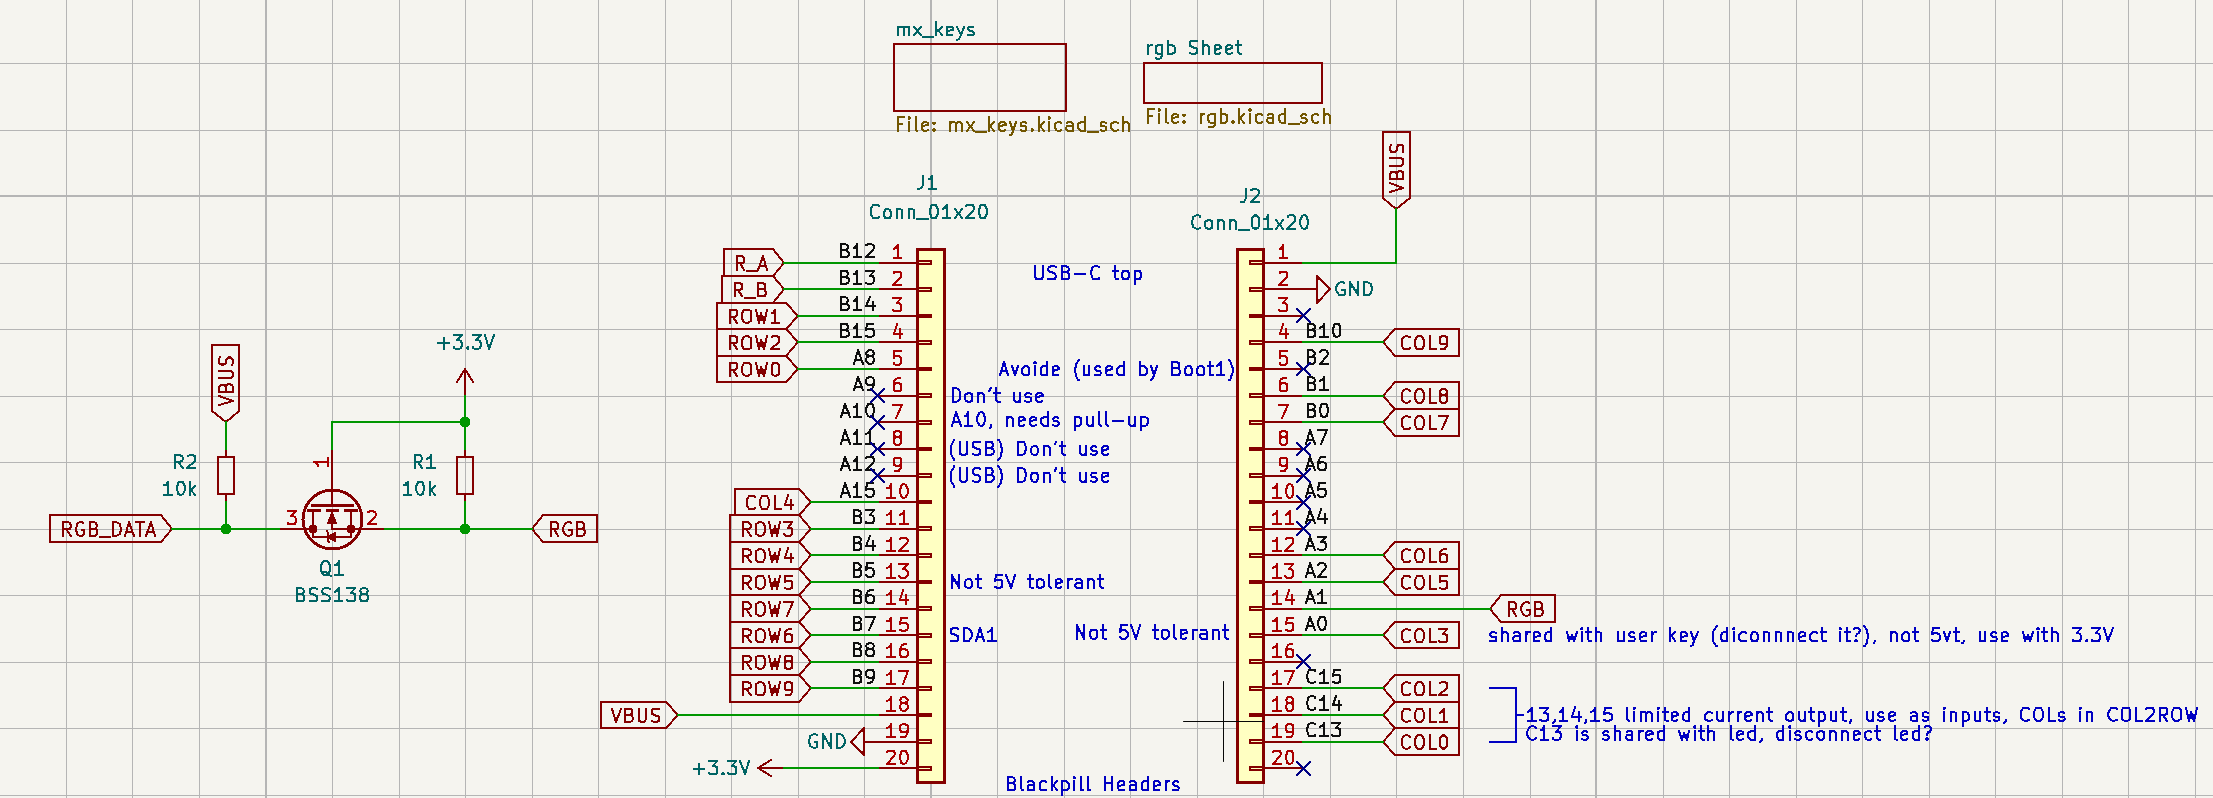 mx_keys
File: mx_keys.kicad_sch
rgb Sheet
File: rgb.kicad_sch
VBUS
+3.3V
R2
10k
R1
10k
1
3
2
RGB_DATA
RGB
Q1
BSS138
J1
Conn_01x20
R_A B12 1
R_B B13 2
ROW1 B14 3
ROW2 B15 4
ROW0 A8 5
A9 6 Don't use
A10 7 A10, needs pull-up
A11 8 (USB) Don't use
A12 9 (USB) Don't use
COL4 A15 10
ROW3 B3 11
ROW4 B4 12
ROW5 B5 13 Not 5V tolerant
ROW7 B6 14
ROW6 B7 15 SDA1
ROW8 B8 16
ROW9 B9 17
VBUS 18
GND 19
+3.3V 20
USB-C top
VBUS
J2
Conn_01x20
1
2 GND
3
4 B10 COL9
Avoide (used by Boot1) 5 B2
6 B1 COL8
7 B0 COL7
8 A7
9 A6
10 A5
11 A4
12 A3 COL6
13 A2 COL5
14 A1 RGB
Not 5V tolerant 15 A0 COL3
shared with user key (diconnnect it?), not 5vt, use with 3.3V
16
17 C15 COL2
18 C14 COL1
19 C13 COL0
20
13,14,15 limited current output, use as inputs, COLs in COL2ROW
C13 is shared with led, disconnect led?
Blackpill Headers